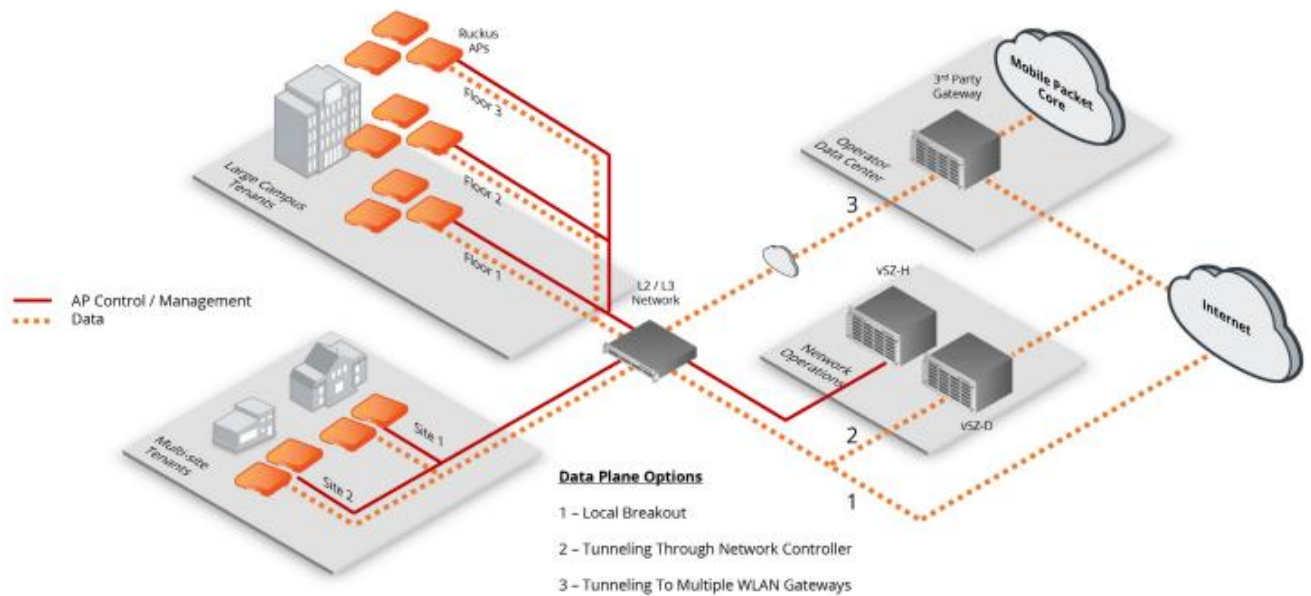 Ruckus
APs
Floor 3
Floor 2
Floor 1
Large Campus
Tenants
3rd Party
Gateway
Mobile Packet
Core
Operator
Data Center
3
L2 / L3
Network
vSZ-H
Internet
AP Control / Management
Data
Network
Operations
vSZ-D
Site 1
Site 2
Multi-site
Tenants
2
1
Data Plane Options
1 – Local Breakout
2 – Tunneling Through Network Controller
3 – Tunneling To Multiple WLAN Gateways